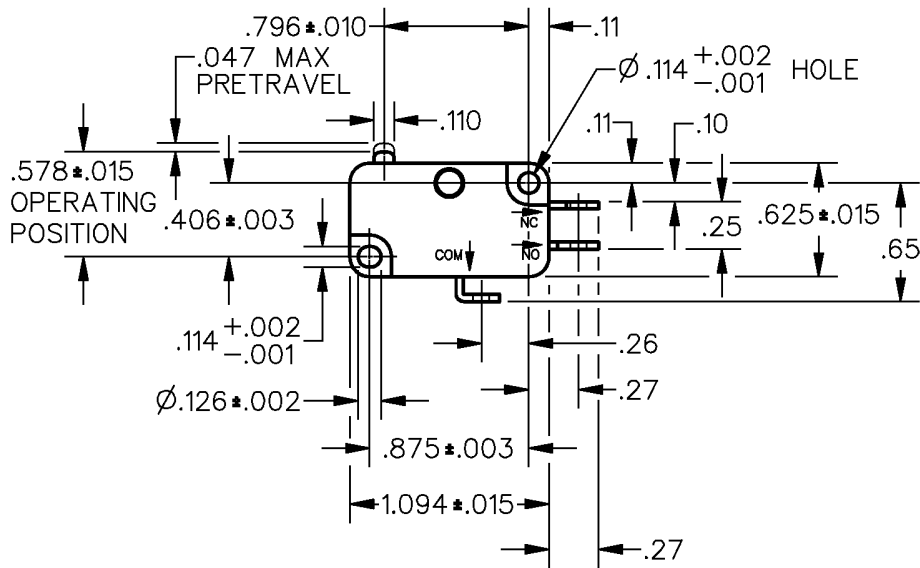 .796±.010
.11
.047 MAX
PRETRAVEL
Ø.114 +.002 -.001 HOLE
.110
.11
.10
.578±.015
OPERATING
POSITION
.406±.003
NC
.25
.625±.015
COM
NO
.65
.114 +.002 -.001
.26
.27
Ø.126±.002
.875±.003
1.094±.015
.27